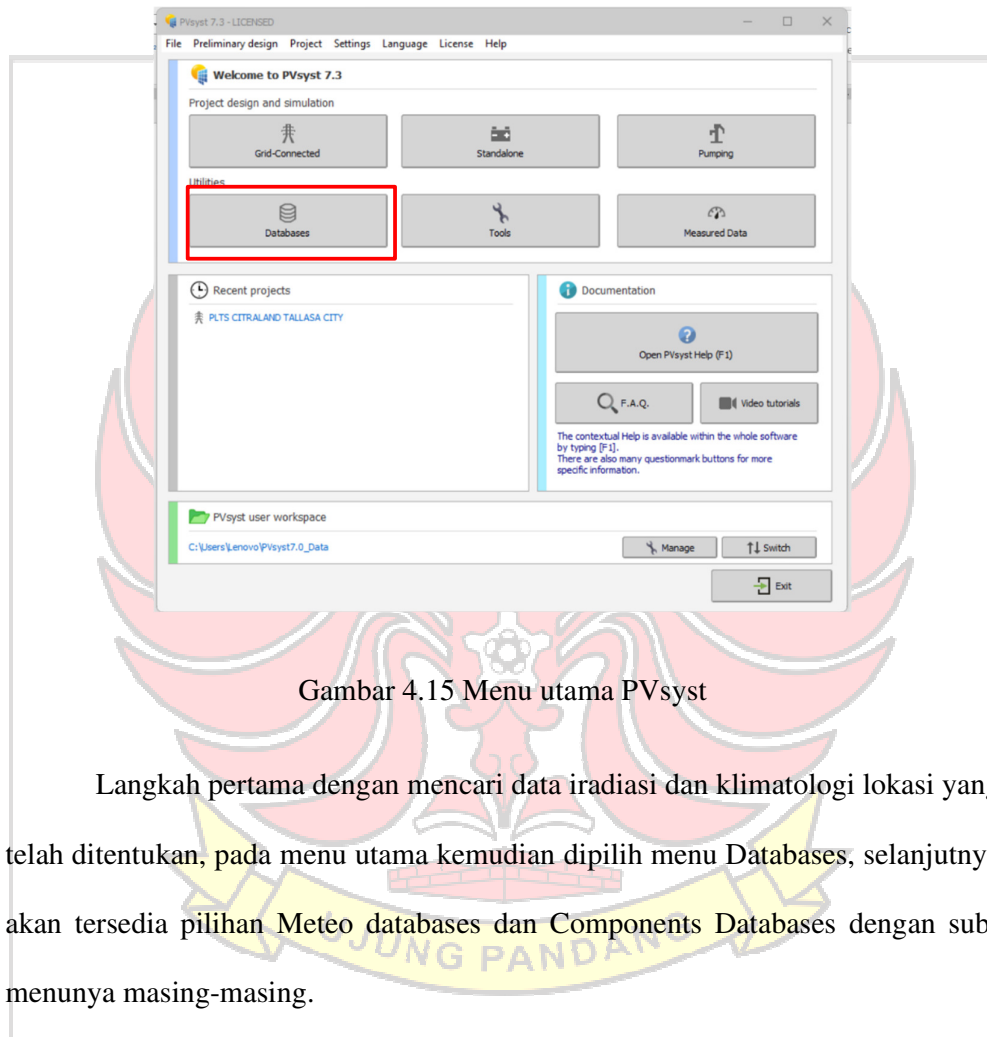 PVsyst 7.3 - LICENSED
File Preliminary design Project Settings Language License Help
Welcome to PVsyst 7.3
Project design and simulation
Grid-Connected Standalone Pumping
Utilities
Databases Tools Measured Data
Recent projects
PLTS CITRALAND TALLASA CITY
Documentation
Open PVsyst Help (F1)
F.A.Q. Video tutorials
The contextual Help is available within the whole software
by typing [F1].
There are also many questionmark buttons for more
specific information.
PVsyst user workspace
C:\Users\Lenovo\PVsyst7.0_Data
Manage Switch
Exit
Gambar 4.15 Menu utama PVsyst
Langkah pertama dengan mencari data iradiasi dan klimatologi lokasi yan
telah ditentukan, pada menu utama kemudian dipilih menu Databases, selanjutny
akan tersedia pilihan Meteo databases dan Components Databases dengan sub
menunya masing-masing.
UJUNG PANDANG